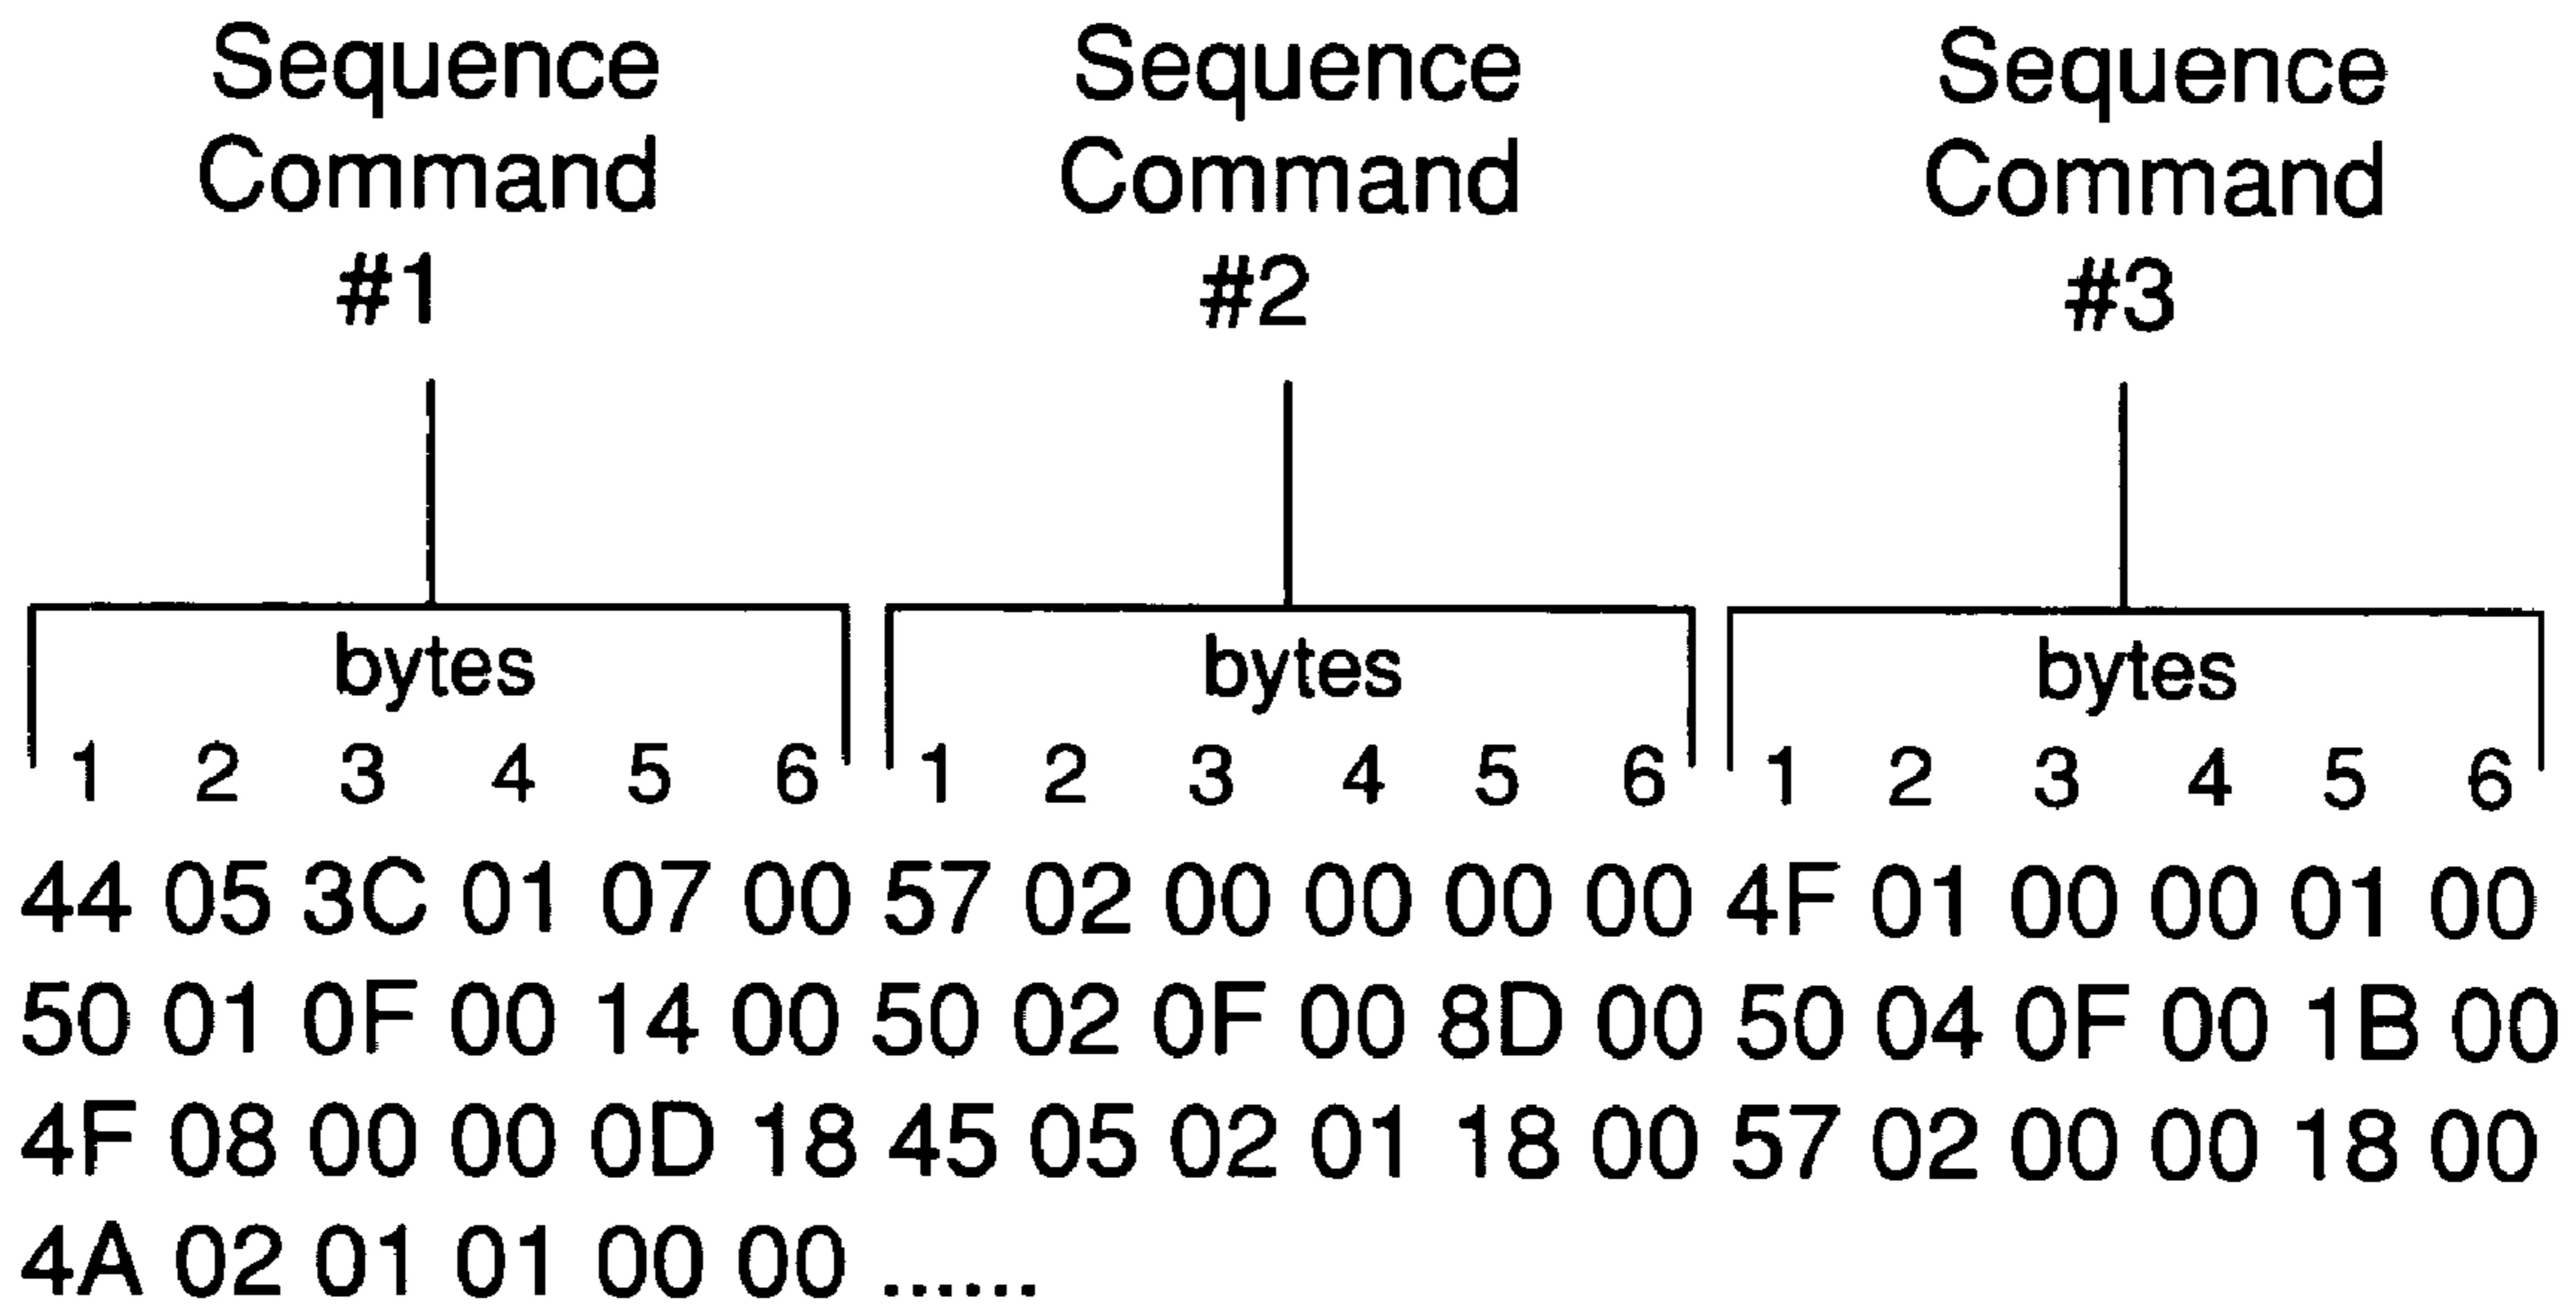 Sequence Command #1
Sequence Command #2
Sequence Command #3
bytes bytes bytes
1 2 3 4 5 6 1 2 3 4 5 6 1 2 3 4 5 6
44 05 3C 01 07 00 57 02 00 00 00 00 4F 01 00 00 01 00
50 01 0F 00 14 00 50 02 0F 00 8D 00 50 04 0F 00 1B 00
4F 08 00 00 0D 18 45 05 02 01 18 00 57 02 00 00 18 00
4A 02 01 01 00 00 ......